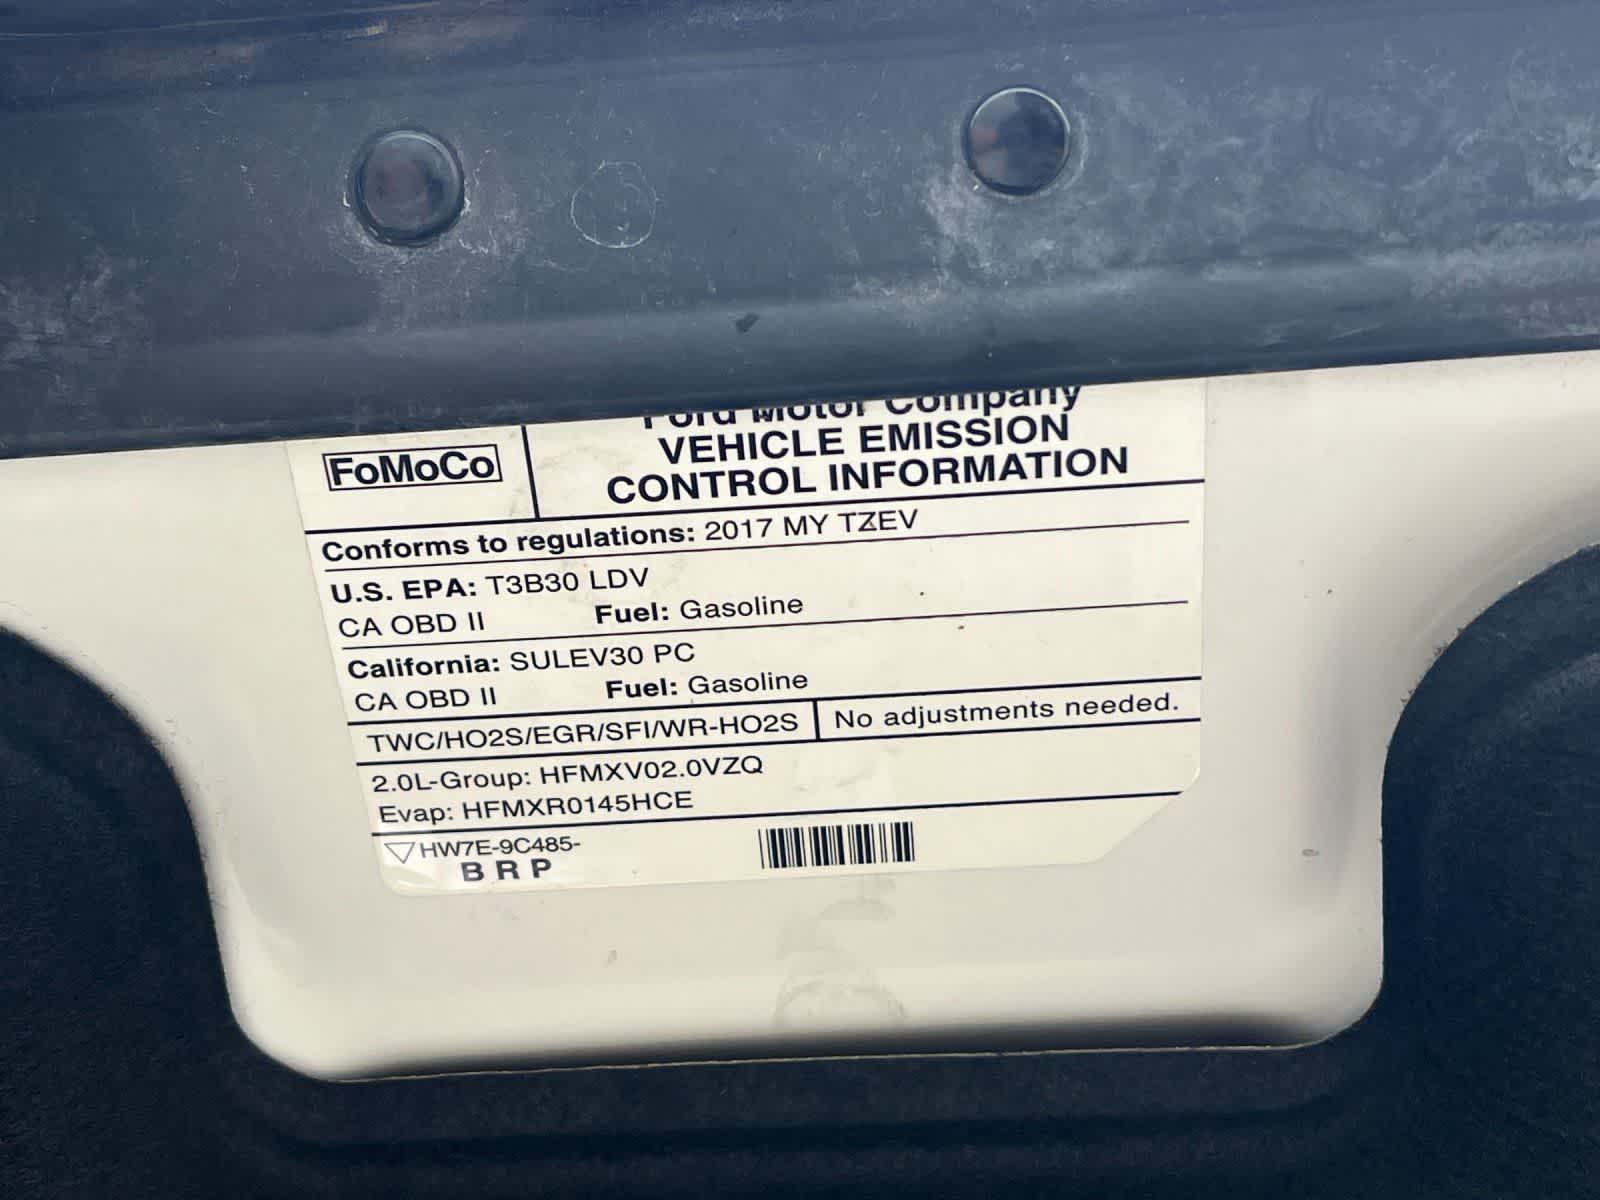 Ford Motor Company
FoMoCo
VEHICLE EMISSION
CONTROL INFORMATION
Conforms to regulations: 2017 MY TZEV
U.S. EPA: T3B30 LDV
CA OBD II Fuel: Gasoline
California: SULEV30 PC
CA OBD II Fuel: Gasoline
TWC/HO2S/EGR/SFI/WR-HO2S No adjustments needed.
2.0L-Group: HFMXV02.0VZQ
Evap: HFMXR0145HCE
HW7E-9C485-
B R P